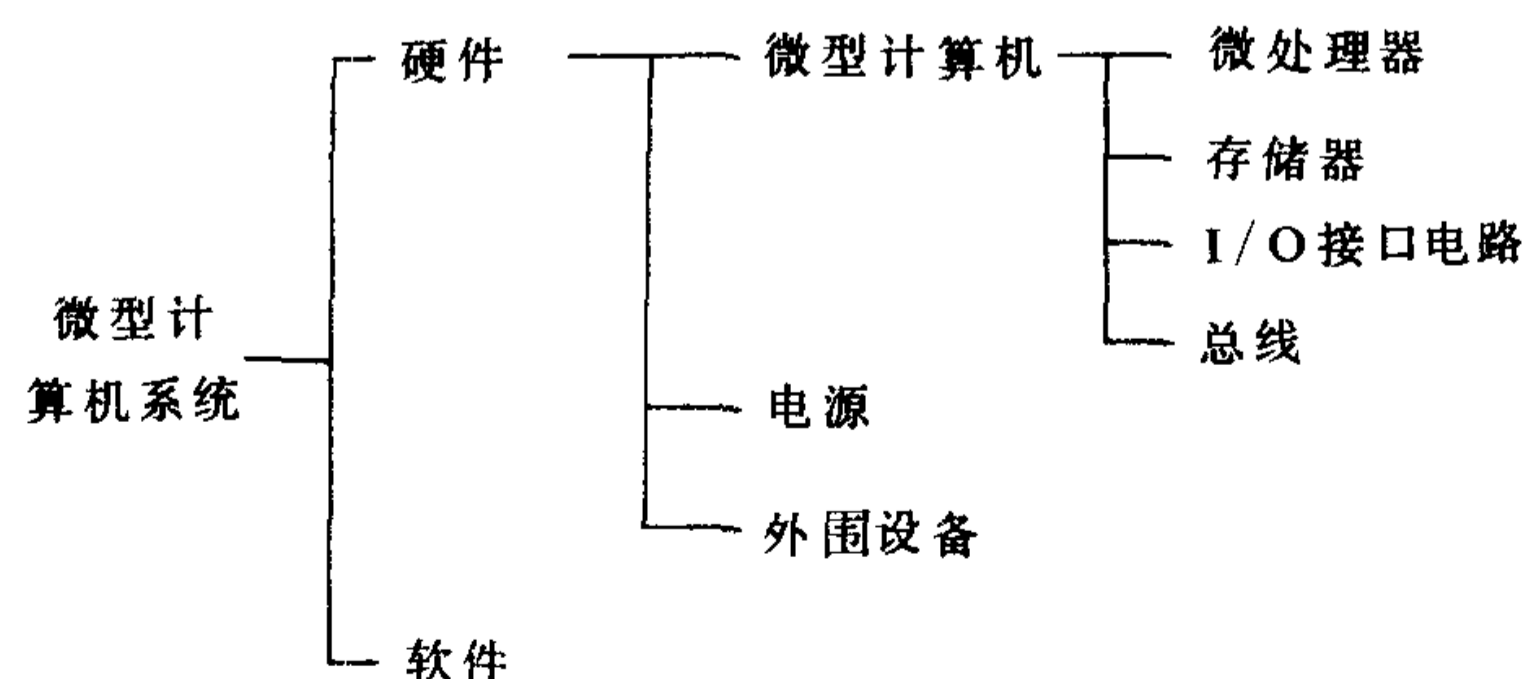 硬件
微型计算机
微处理器
存储器
I/O接口电路
总线
微型计
算机系统
电源
外围设备
软件